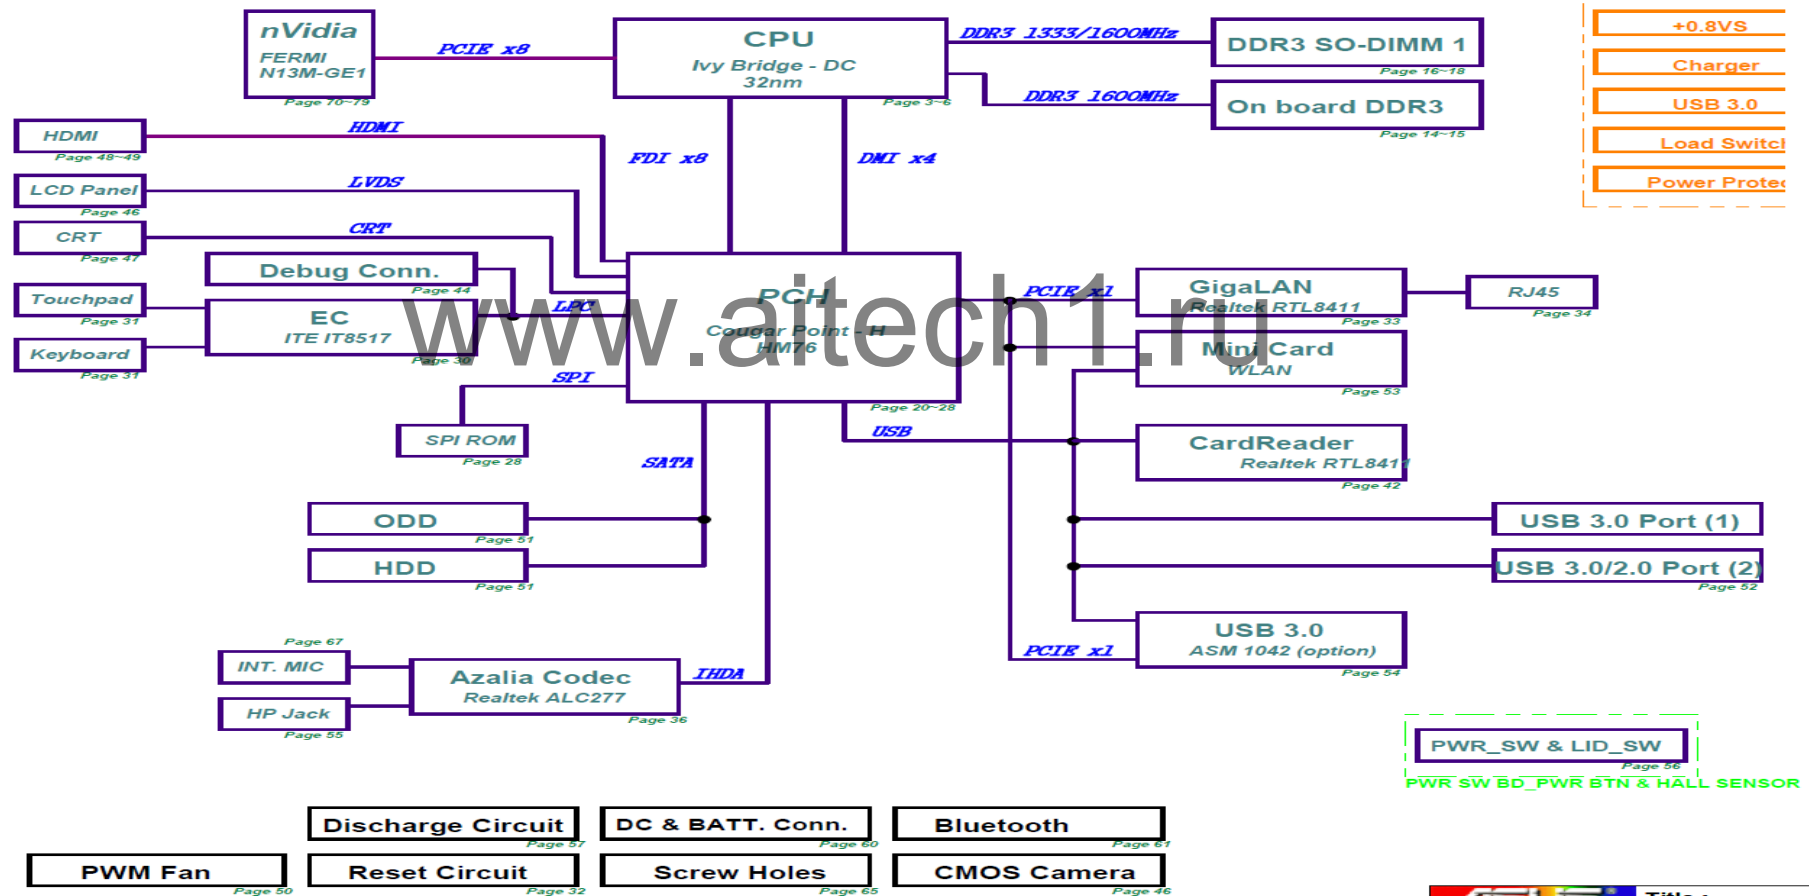 nVidia
FERMI
N13M-GE1
Page 70~79
PCIE x8
CPU
Ivy Bridge - DC
32nm
Page 3~6
DDR3 1333/1600MHz
DDR3 SO-DIMM 1
Page 16~18
DDR3 1600MHz
On board DDR3
Page 14~15
+0.8VS
Charger
USB 3.0
Load Switch
Power Protec
HDMI
Page 48~49
HDMI
FDI x8
DMI x4
LCD Panel
Page 46
LVDS
CRT
Page 47
CRT
Debug Conn.
Page 44
Touchpad
Page 31
EC
ITE IT8517
Page 30
LPC
Keyboard
Page 31
PCH
Cougar Point - H
HM76
Page 20~28
www.aitech1.ru
PCIE x1
GigaLAN
Realtek RTL8411
Page 33
RJ45
Page 34
Mini Card
WLAN
Page 53
SPI
SPI ROM
Page 28
USB
CardReader
Realtek RTL8411
Page 42
SATA
ODD
Page 51
HDD
Page 51
USB 3.0 Port (1)
USB 3.0/2.0 Port (2)
Page 52
USB 3.0
ASM 1042 (option)
Page 54
PCIE x1
Page 67
INT. MIC
HP Jack
Page 55
Azalia Codec
Realtek ALC277
Page 36
IHDA
PWR_SW & LID_SW
Page 56
PWR SW BD_PWR BTN & HALL SENSOR
Discharge Circuit
Page 57
DC & BATT. Conn.
Page 60
Bluetooth
Page 61
PWM Fan
Page 50
Reset Circuit
Page 32
Screw Holes
Page 65
CMOS Camera
Page 46
Title :